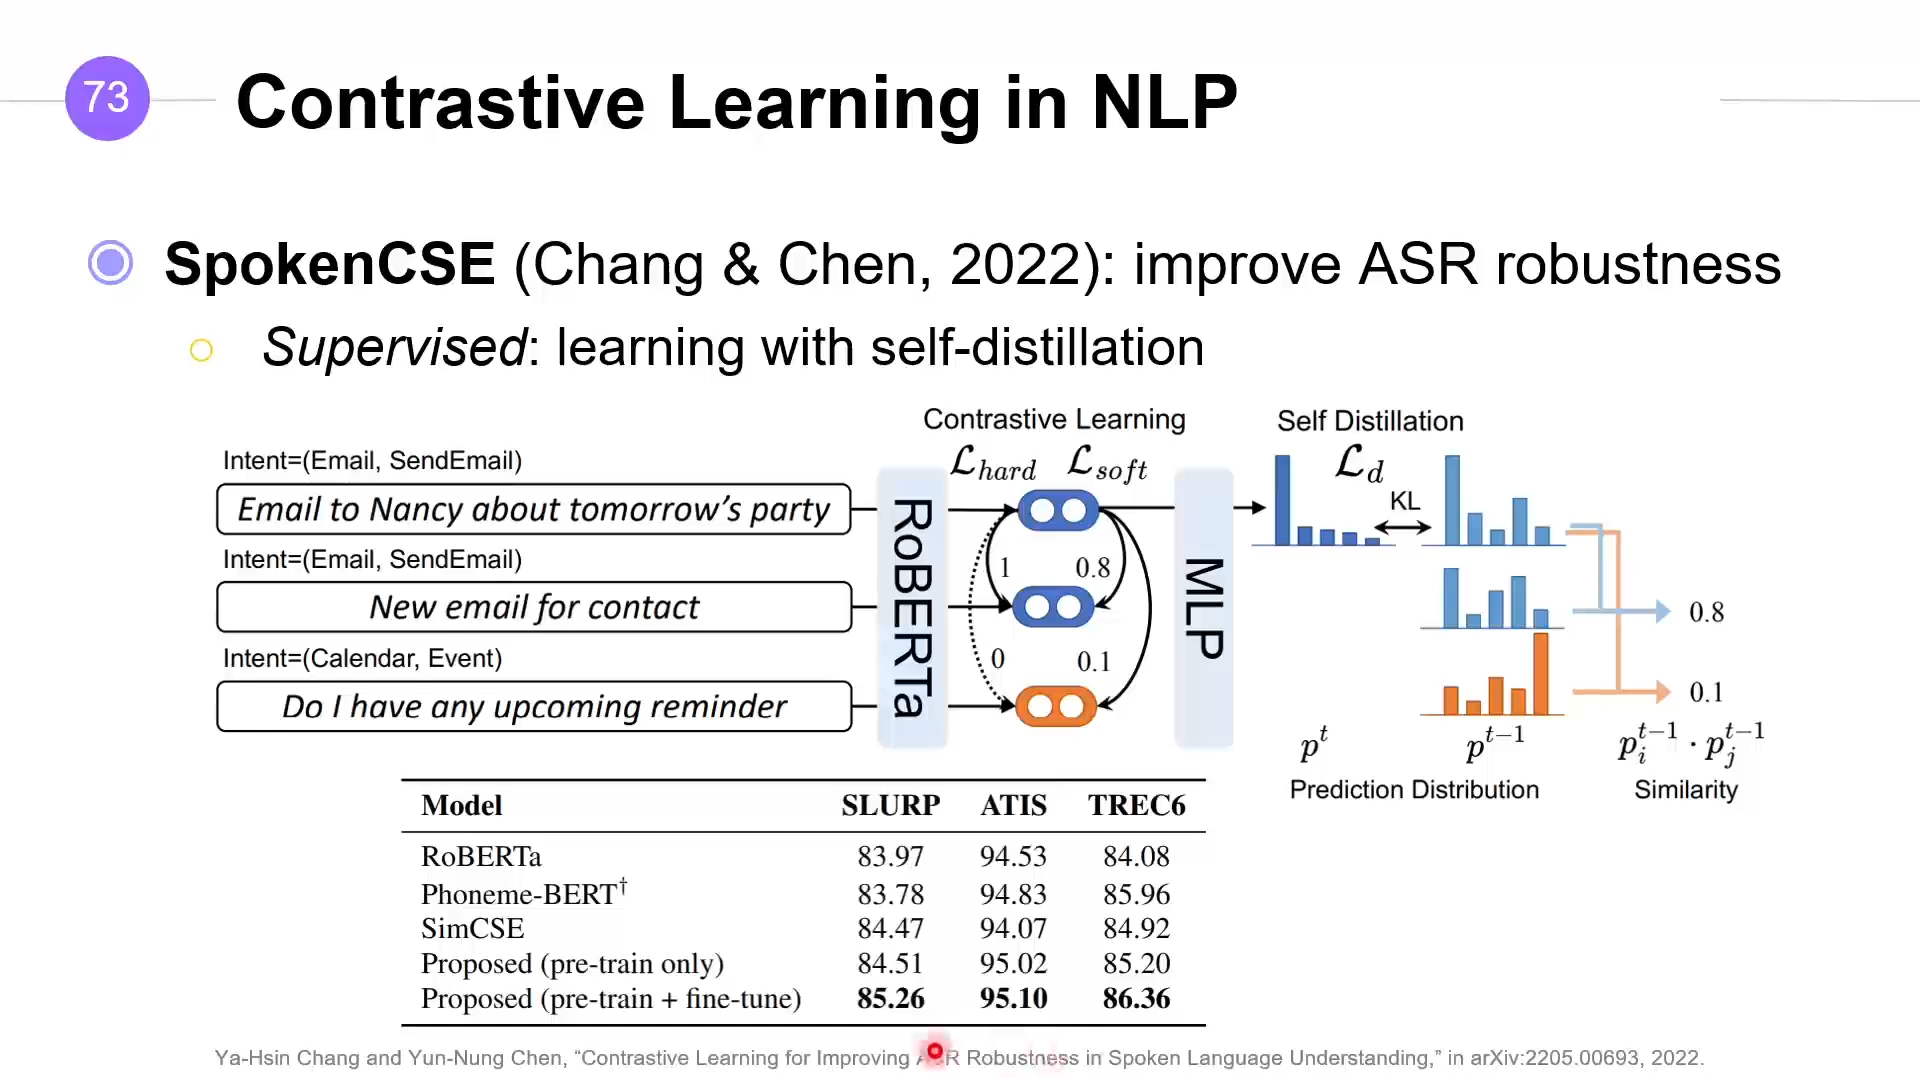 73
Contrastive Learning in NLP
SpokenCSE (Chang & Chen, 2022): improve ASR robustness
Supervised: learning with self-distillation
Contrastive Learning
Self Distillation
Intent=(Email, SendEmail)
Email to Nancy about tomorrow's party
Intent=(Email, SendEmail)
New email for contact
Intent=(Calendar, Event)
Do I have any upcoming reminder
RoBERTa
ℒhard ℒsoft
1 0.8
0 0.1
MLP
ℒd
KL
0.8
0.1
p^t
p^{t-1}
p_i^{t-1} · p_j^{t-1}
Prediction Distribution
Similarity
Model SLURP ATIS TREC6
RoBERTa 83.97 94.53 84.08
Phoneme-BERT† 83.78 94.83 85.96
SimCSE 84.47 94.07 84.92
Proposed (pre-train only) 84.51 95.02 85.20
Proposed (pre-train + fine-tune) 85.26 95.10 86.36
Ya-Hsin Chang and Yun-Nung Chen, “Contrastive Learning for Improving ASR Robustness in Spoken Language Understanding,” in arXiv:2205.00693, 2022.